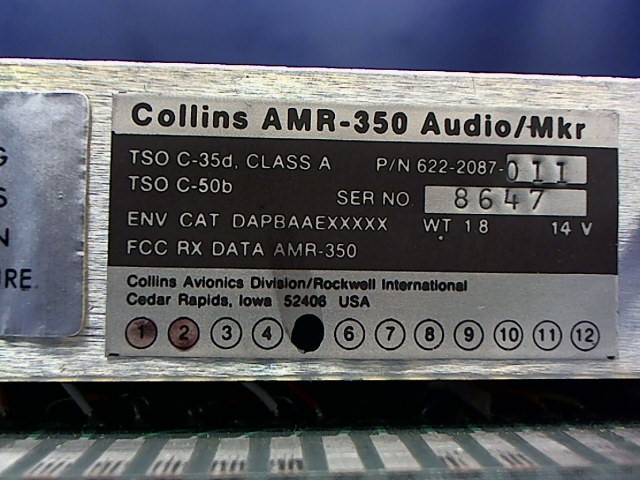 Collins AMR-350 Audio/Mkr
TSO C-35d, CLASS A P/N 622-2087-011
TSO C-50b
SER NO 8647
ENV CAT DAPBAAEXXXXX WT 18 14 V
FCC RX DATA AMR-350
Collins Avionics Division/Rockwell International
Cedar Rapids, Iowa 52406 USA
1 2 3 4 6 7 8 9 10 11 12
G
S
N
URE